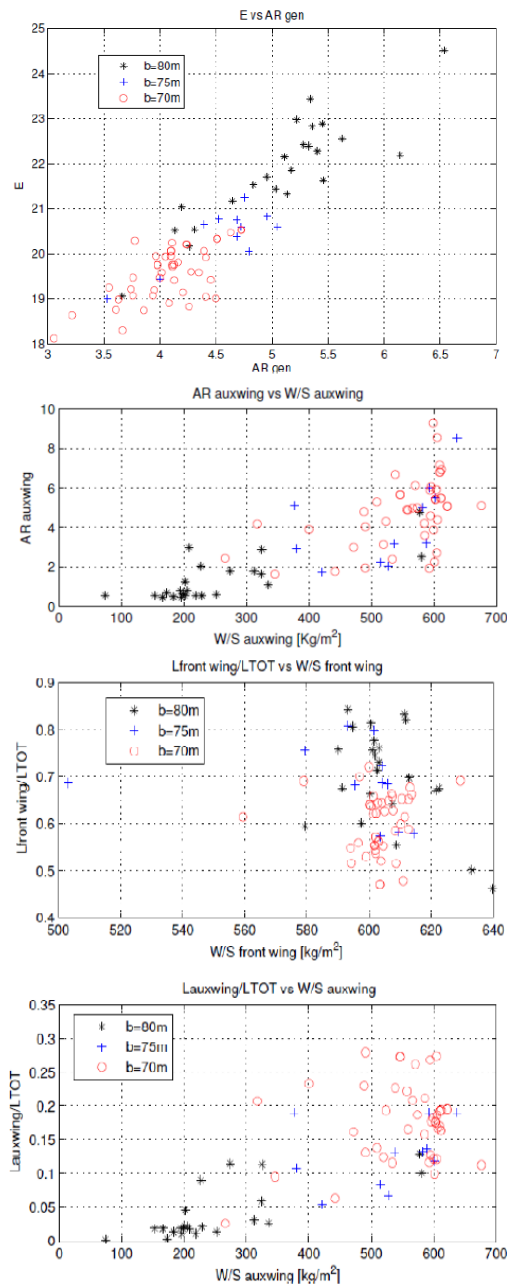 E vs AR gen
25
24
23
22
21
20
19
18
E
b=80m
b=75m
b=70m
3 3.5 4 4.5 5 5.5 6 6.5 7
AR gen
AR auxwing vs W/S auxwing
10
8
6
4
2
0
AR auxwing
0 100 200 300 400 500 600 700
W/S auxwing [Kg/m²]
Lfront wing/LTOT vs W/S front wing
0.9
0.8
0.7
0.6
0.5
0.4
Lfront wing/LTOT
b=80m
b=75m
b=70m
500 520 540 560 580 600 620 640
W/S front wing [kg/m²]
Lauxwing/LTOT vs W/S auxwing
0.35
0.3
0.25
0.2
0.15
0.1
0.05
0
Lauxwing/LTOT
b=80m
b=75m
b=70m
0 100 200 300 400 500 600 700
W/S auxwing [kg/m²]